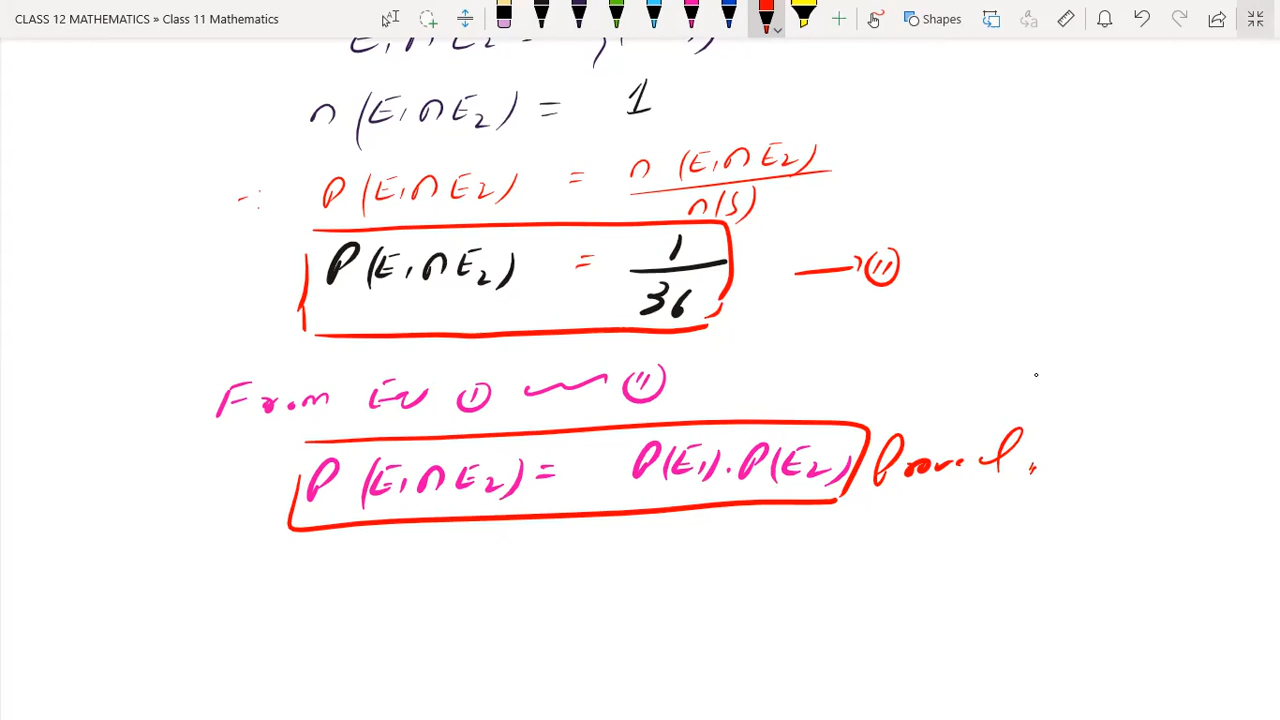 CLASS 12 MATHEMATICS » Class 11 Mathematics
Shapes
n(E₁∩E₂) = 1
∴ P(E₁∩E₂) = n(E₁∩E₂)/n(S)
P(E₁∩E₂) = 1/36 → (II)
From Eq (I) (II)
P(E₁∩E₂) = P(E₁).P(E₂) Proved